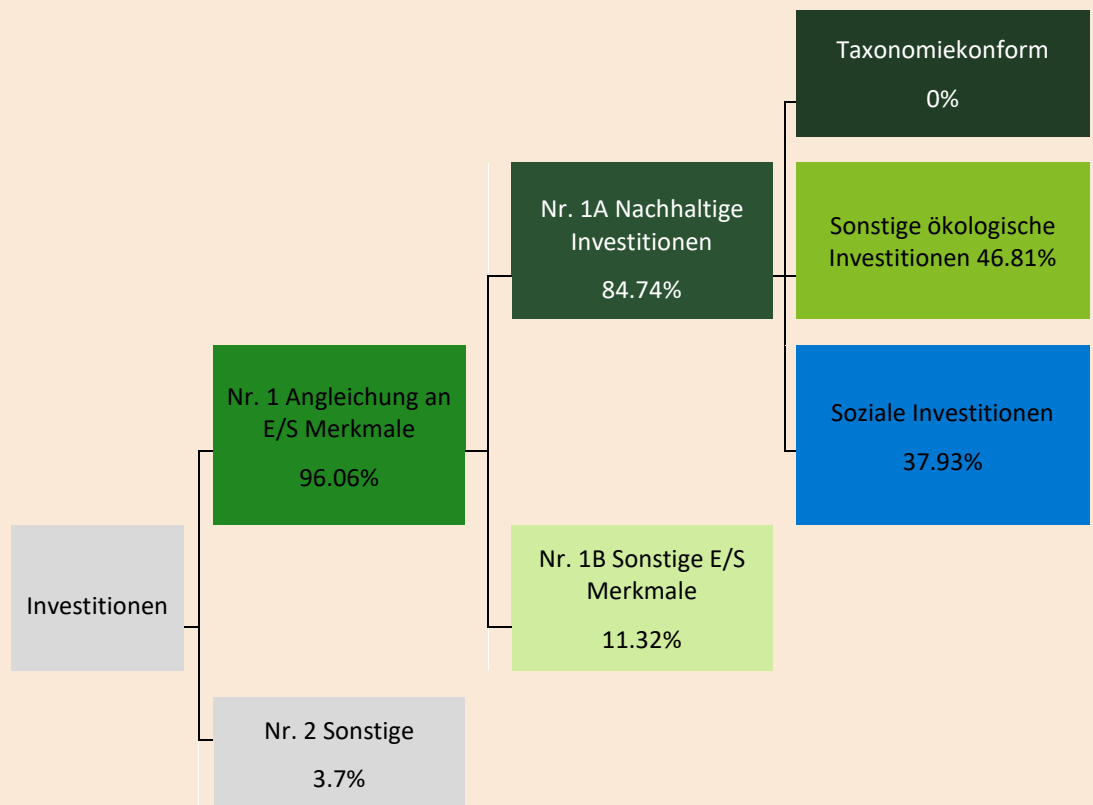 Taxonomiekonform
0%
Nr. 1A Nachhaltige
Investitionen
84.74%
Sonstige ökologische
Investitionen 46.81%
Nr. 1 Angleichung an
E/S Merkmale
96.06%
Soziale Investitionen
37.93%
Investitionen
Nr. 1B Sonstige E/S
Merkmale
11.32%
Nr. 2 Sonstige
3.7%